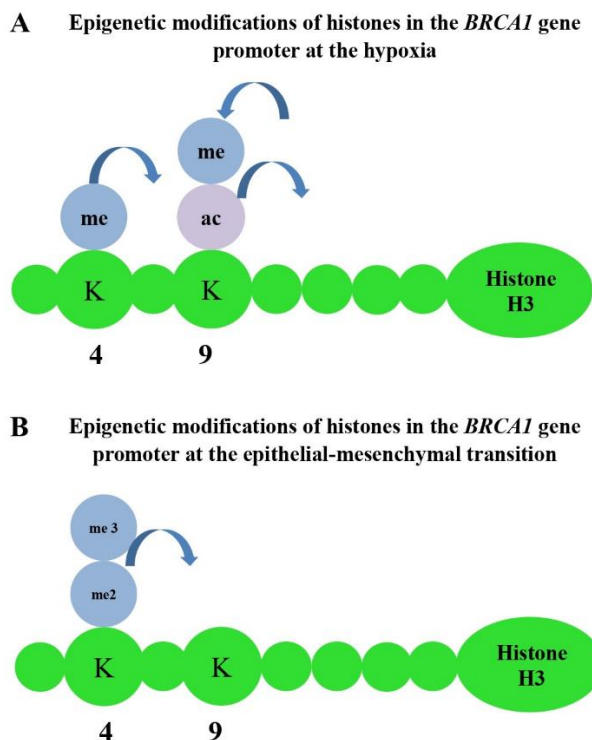 A
Epigenetic modifications of histones in the BRCA1 gene
promoter at the hypoxia
me
me
ac
K
K
Histone
H3
4
9
B
Epigenetic modifications of histones in the BRCA1 gene
promoter at the epithelial-mesenchymal transition
me 3
me2
K
K
Histone
H3
4
9